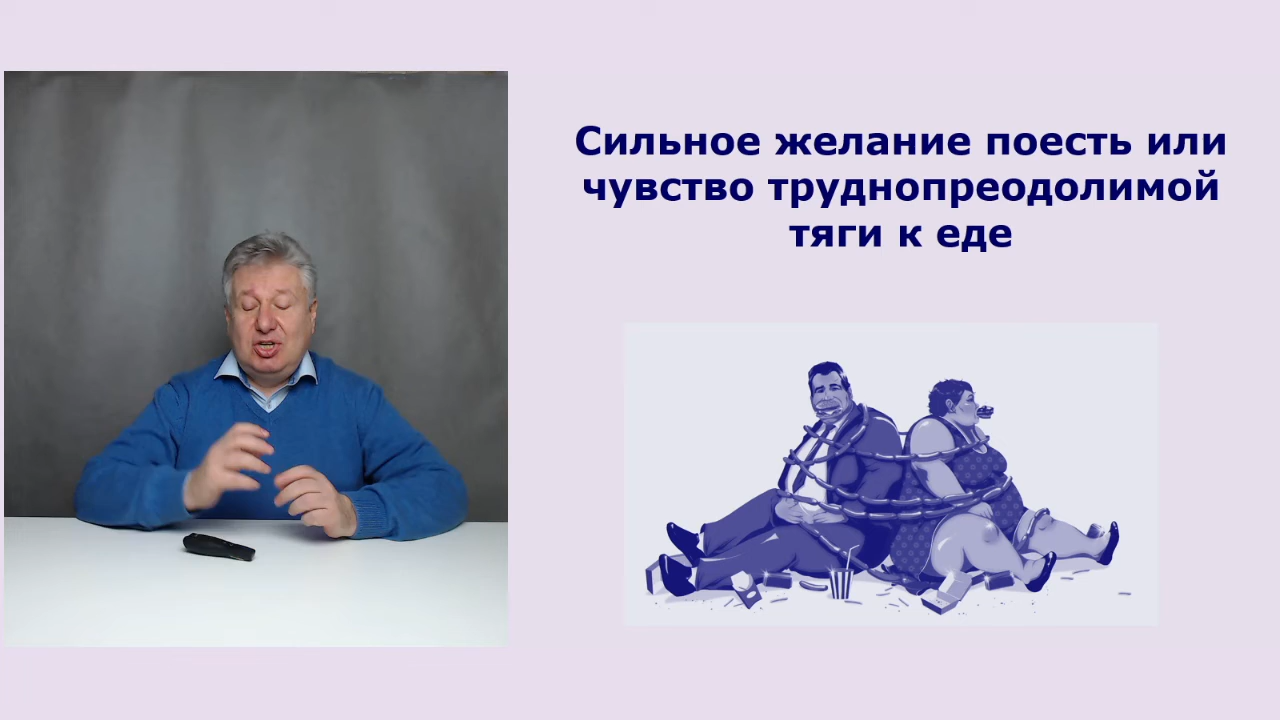 Сильное желание поесть или
чувство труднопреодолимой
тяги к еде